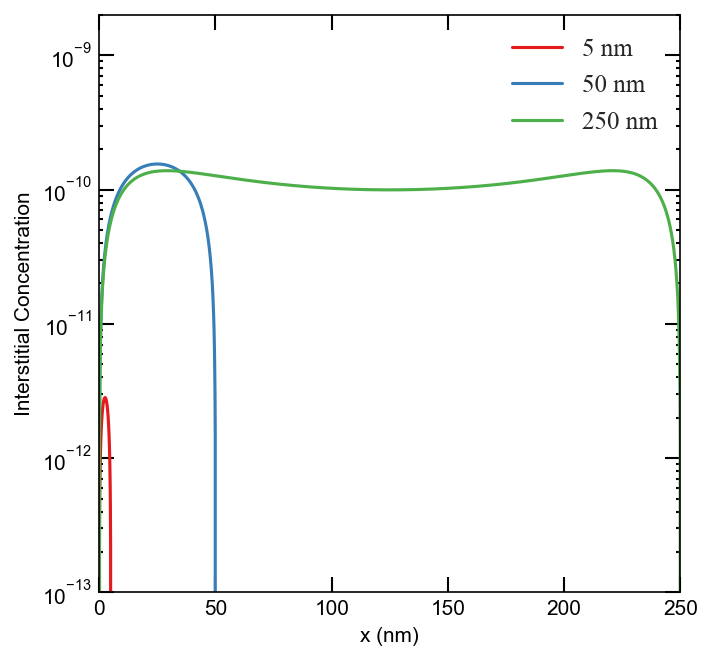 Interstitial Concentration
10⁻⁹
10⁻¹⁰
10⁻¹¹
10⁻¹²
10⁻¹³
5 nm
50 nm
250 nm
0 50 100 150 200 250
x (nm)